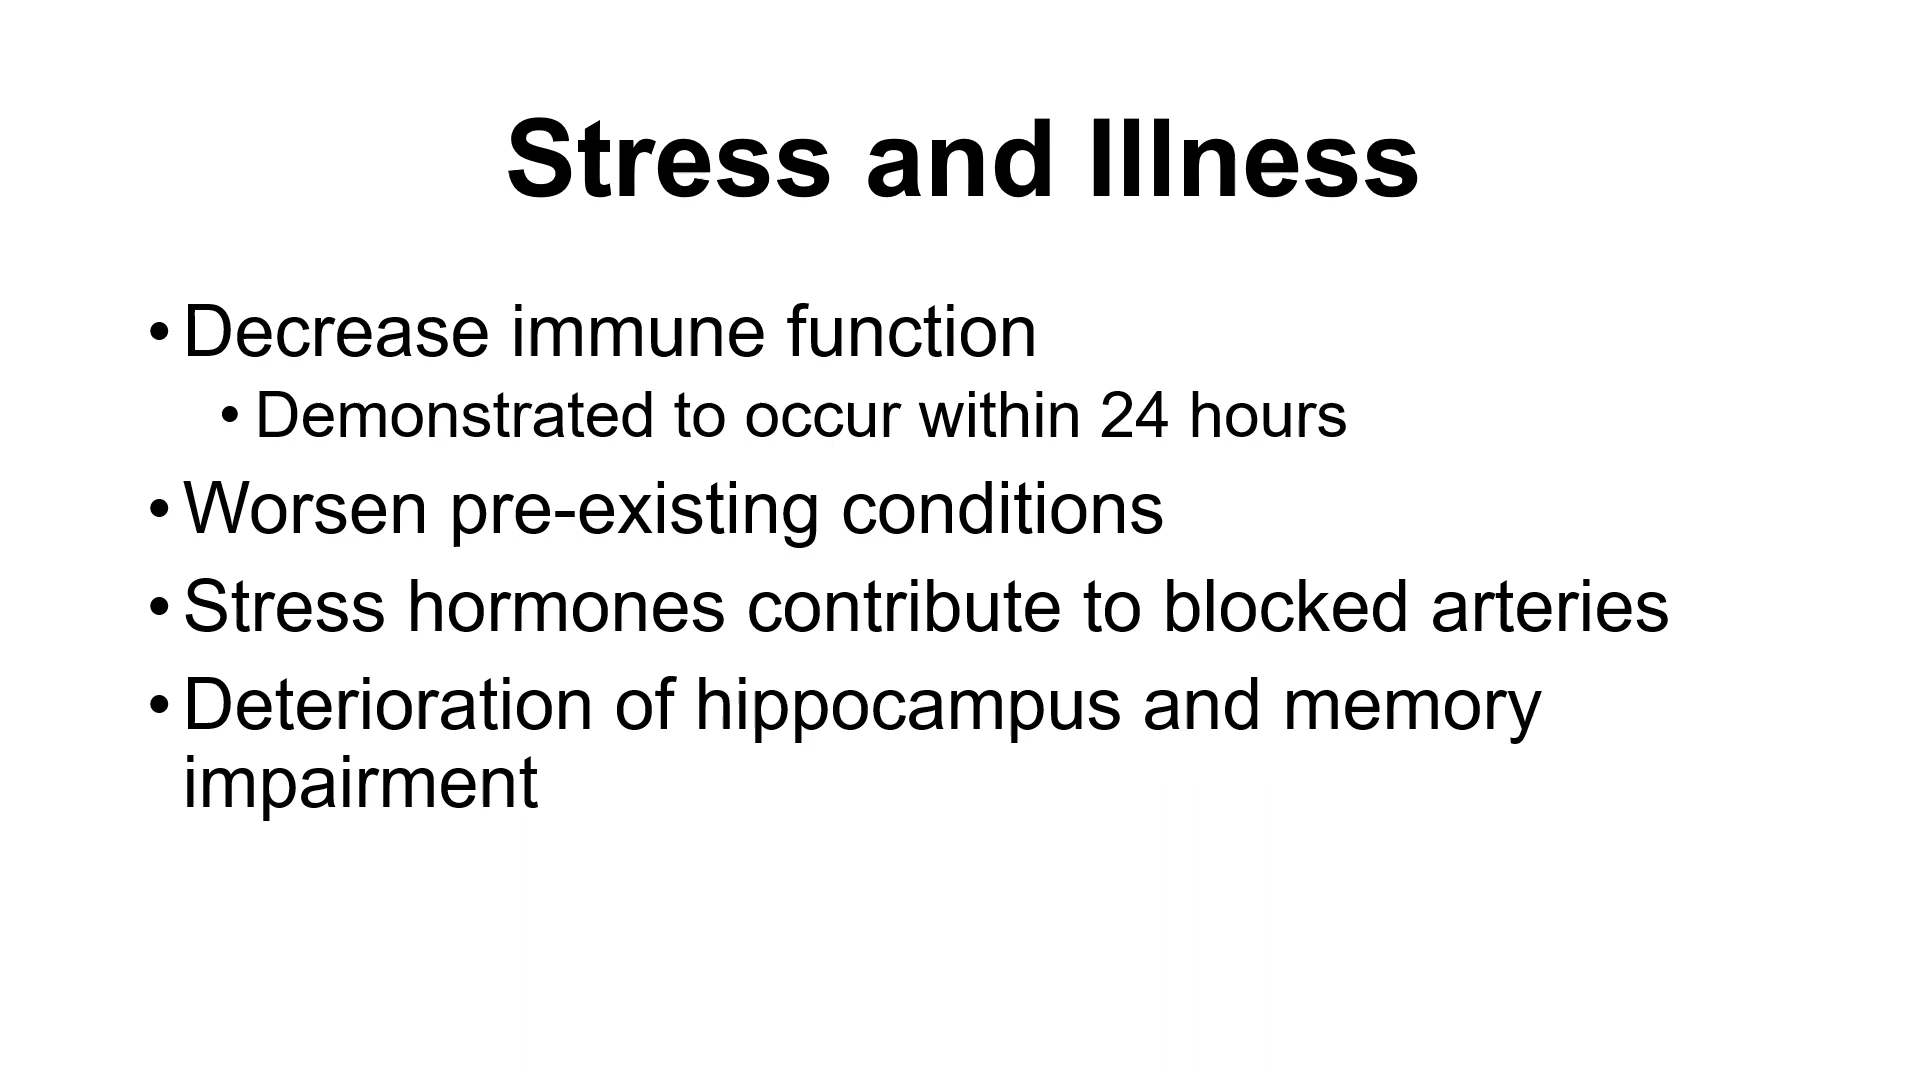 Stress and Illness
• Decrease immune function
• Demonstrated to occur within 24 hours
• Worsen pre-existing conditions
• Stress hormones contribute to blocked arteries
• Deterioration of hippocampus and memory
impairment